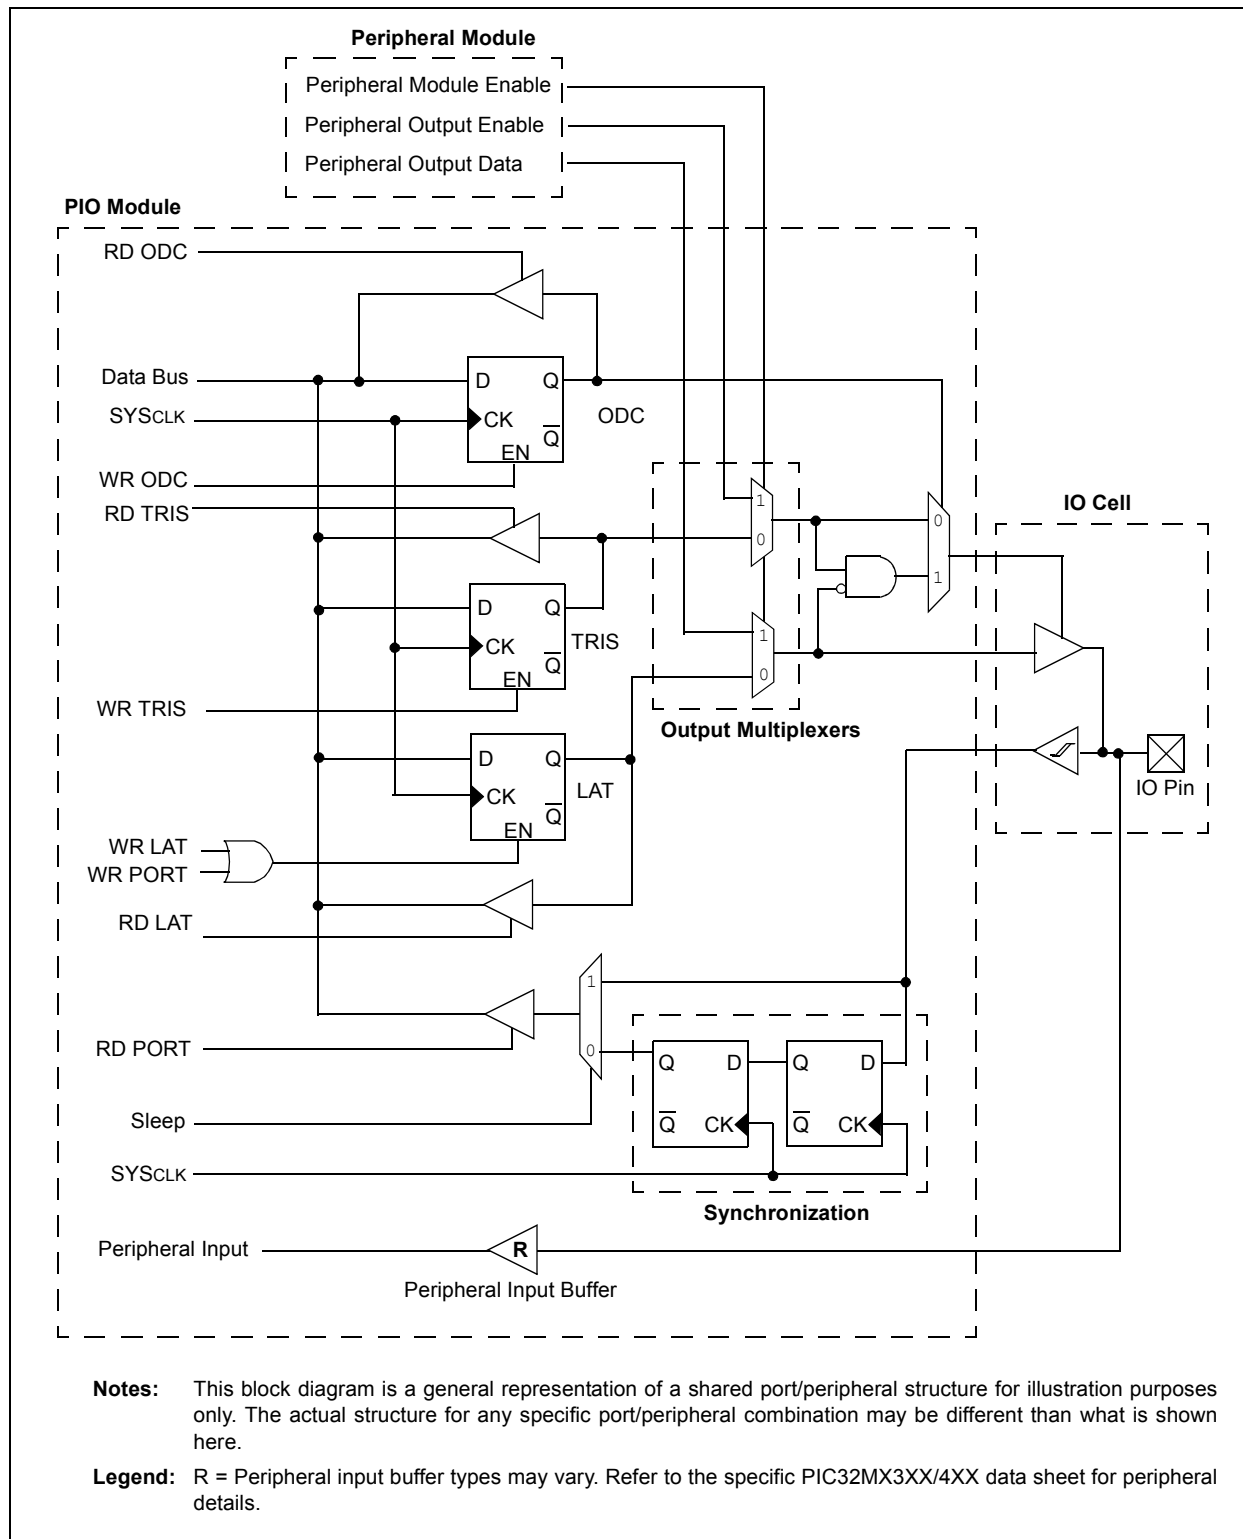 Peripheral Module
Peripheral Module Enable
Peripheral Output Enable
Peripheral Output Data
PIO Module
RD ODC
Data Bus
D Q
SYSCLK
CK
ODC
Q
EN
WR ODC
RD TRIS
1
0
0
1
IO Cell
D Q
CK
TRIS
Q
EN
WR TRIS
1
0
Output Multiplexers
D Q
CK
LAT
Q
EN
IO Pin
WR LAT
WR PORT
RD LAT
1
0
RD PORT
Q D
Q CK
Q D
Q CK
Sleep
SYSCLK
Synchronization
Peripheral Input
R
Peripheral Input Buffer
Notes: This block diagram is a general representation of a shared port/peripheral structure for illustration purposes
only. The actual structure for any specific port/peripheral combination may be different than what is shown
here.
Legend: R = Peripheral input buffer types may vary. Refer to the specific PIC32MX3XX/4XX data sheet for peripheral
details.